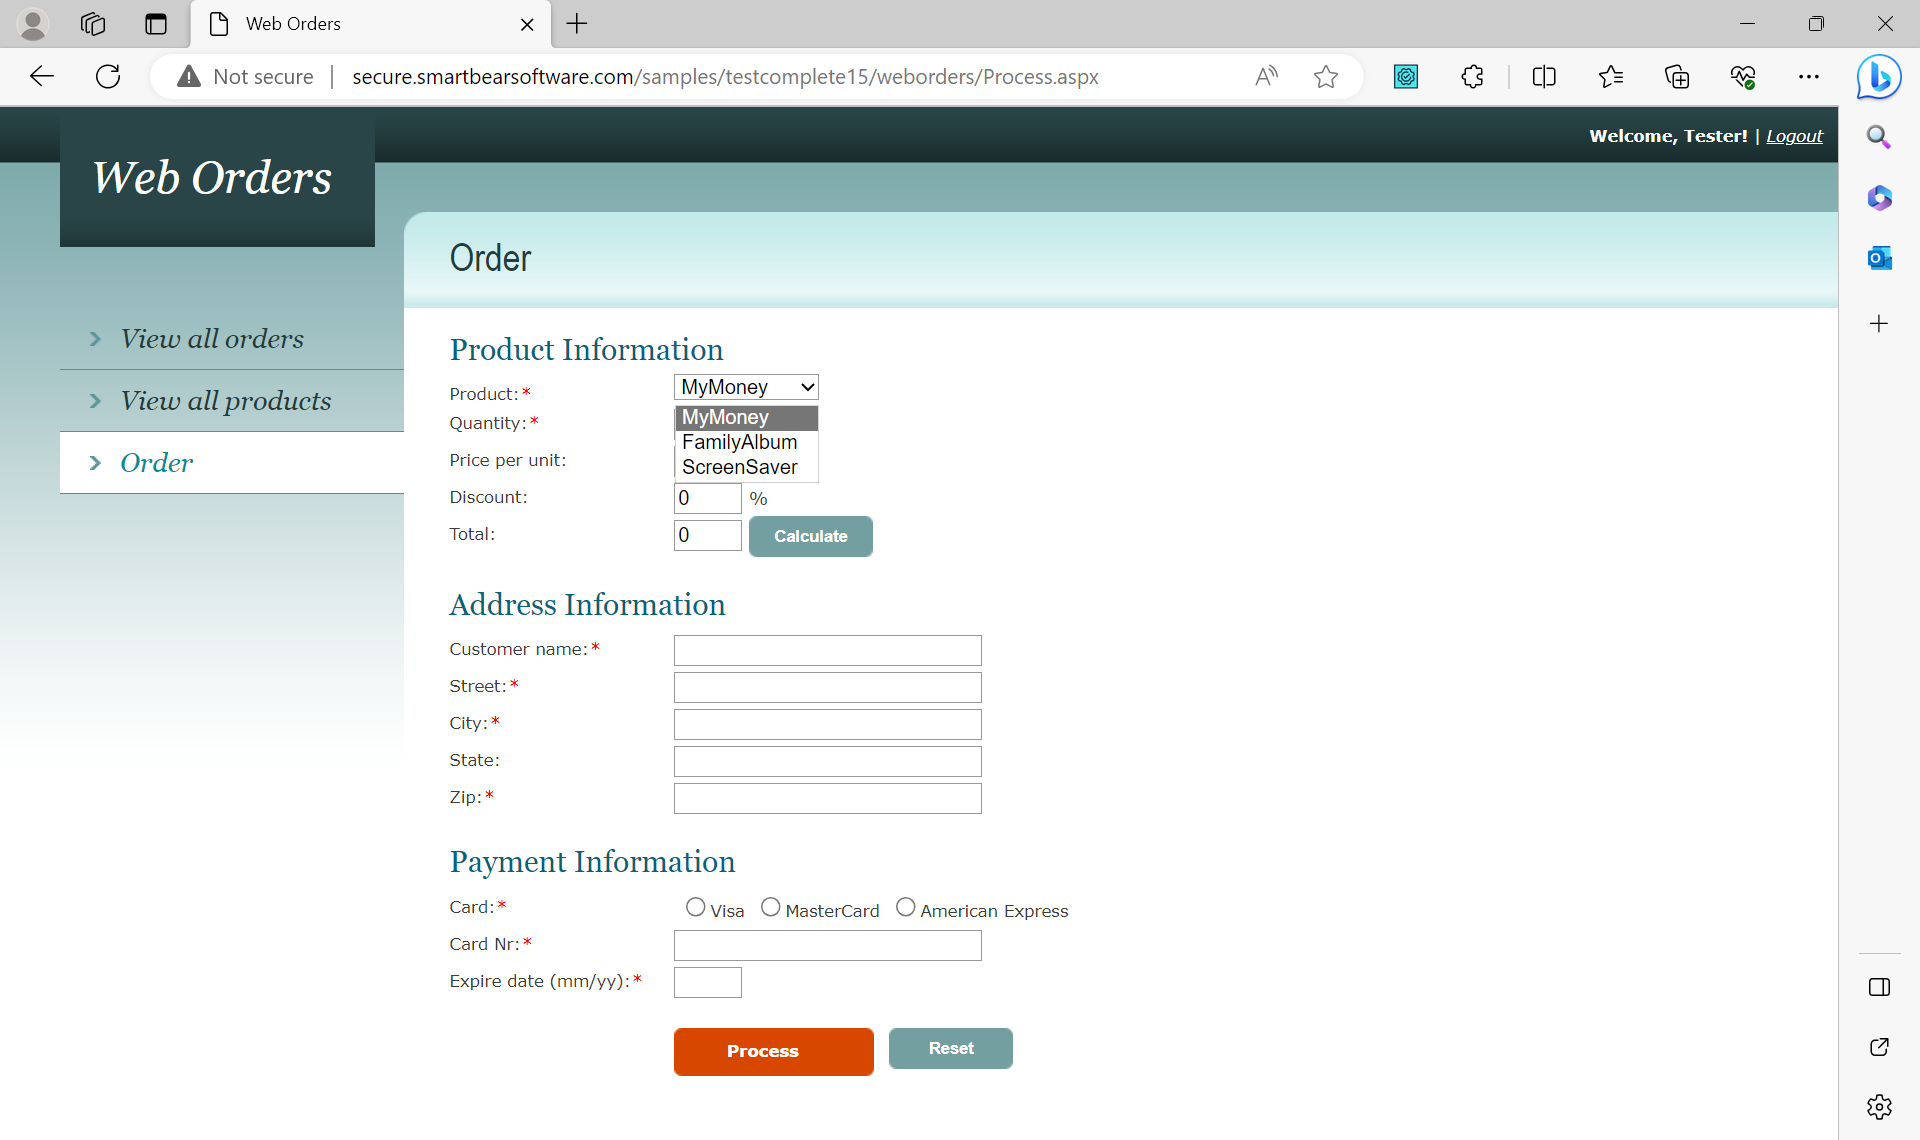 Web Orders
Not secure
secure.smartbearsoftware.com/samples/testcomplete15/weborders/Process.aspx
Welcome, Tester! | Logout
Web Orders
View all orders
View all products
Order
Order
Product Information
Product:* MyMoney
MyMoney
FamilyAlbum
ScreenSaver
Quantity:*
Price per unit:
Discount: 0 %
Total: 0 Calculate
Address Information
Customer name:*
Street:*
City:*
State:
Zip:*
Payment Information
Card:* Visa MasterCard American Express
Card Nr:*
Expire date (mm/yy):*
Process Reset